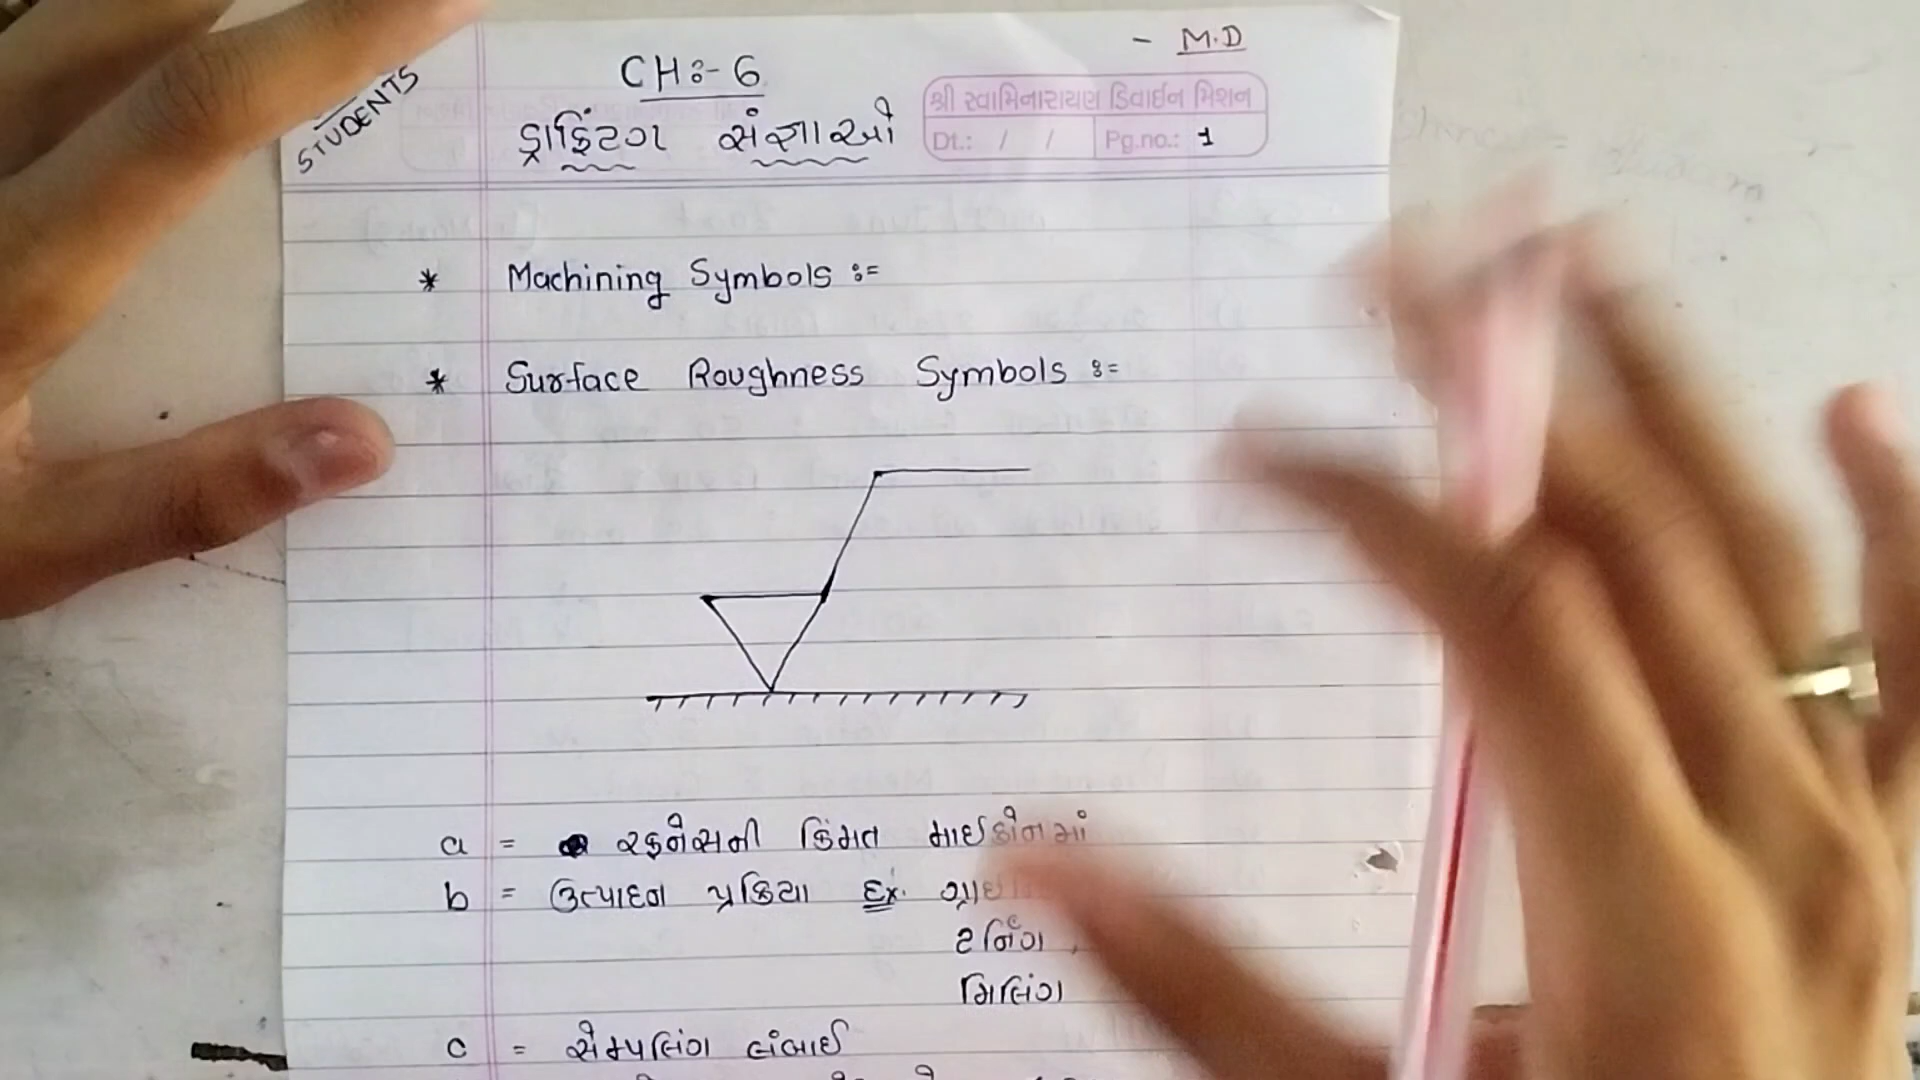 STUDENTS
- M.D
CH:- 6
ડ્રાફ્ટિંગ સંજ્ઞાઓ
શ્રી સ્વામિનારાયણ ડિવાઈન મિશન
Dt.: / / Pg.no.: 1
* Machining Symbols :=
* Surface Roughness Symbols :=
a = રફનેસની કિંમત માઈક્રોનમાં
b = ઉત્પાદન પ્રક્રિયા Ex.
ટર્નિંગ ,
મિલિંગ
c = સેમ્પલિંગ લંબાઈ